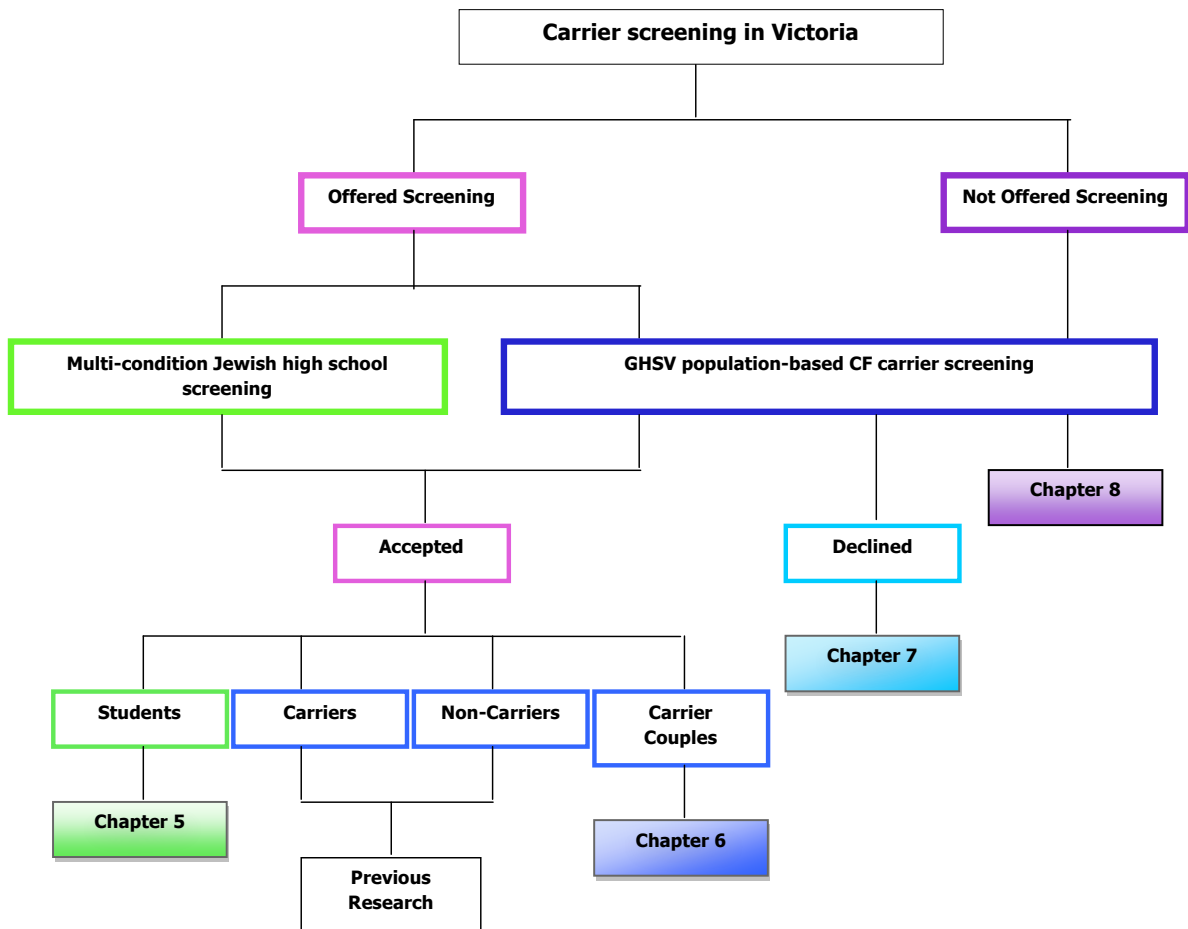 Carrier screening in Victoria
Offered Screening
Not Offered Screening
Multi-condition Jewish high school
screening
GHSV population-based CF carrier screening
Chapter 8
Accepted
Declined
Chapter 7
Students
Carriers
Non-Carriers
Carrier
Couples
Chapter 5
Chapter 6
Previous
Research